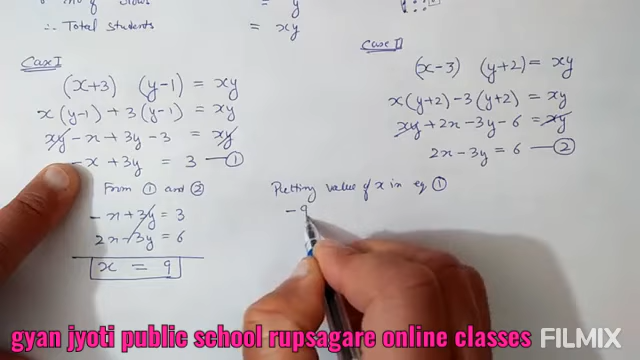 no of rows = y
∴ Total students = xy
Case I
(x+3) (y-1) = xy
x(y-1) + 3(y-1) = xy
xy - x + 3y - 3 = xy
-x + 3y = 3 — ①
From ① and ②
-x + 3y = 3
2x - 3y = 6
x = 9
Case II
(x-3) (y+2) = xy
x(y+2) - 3(y+2) = xy
xy + 2x - 3y - 6 = xy
2x - 3y = 6 — ②
Putting value of x in eq ①
- 9
gyan jyoti public school rupsagare online classes
FILMIX